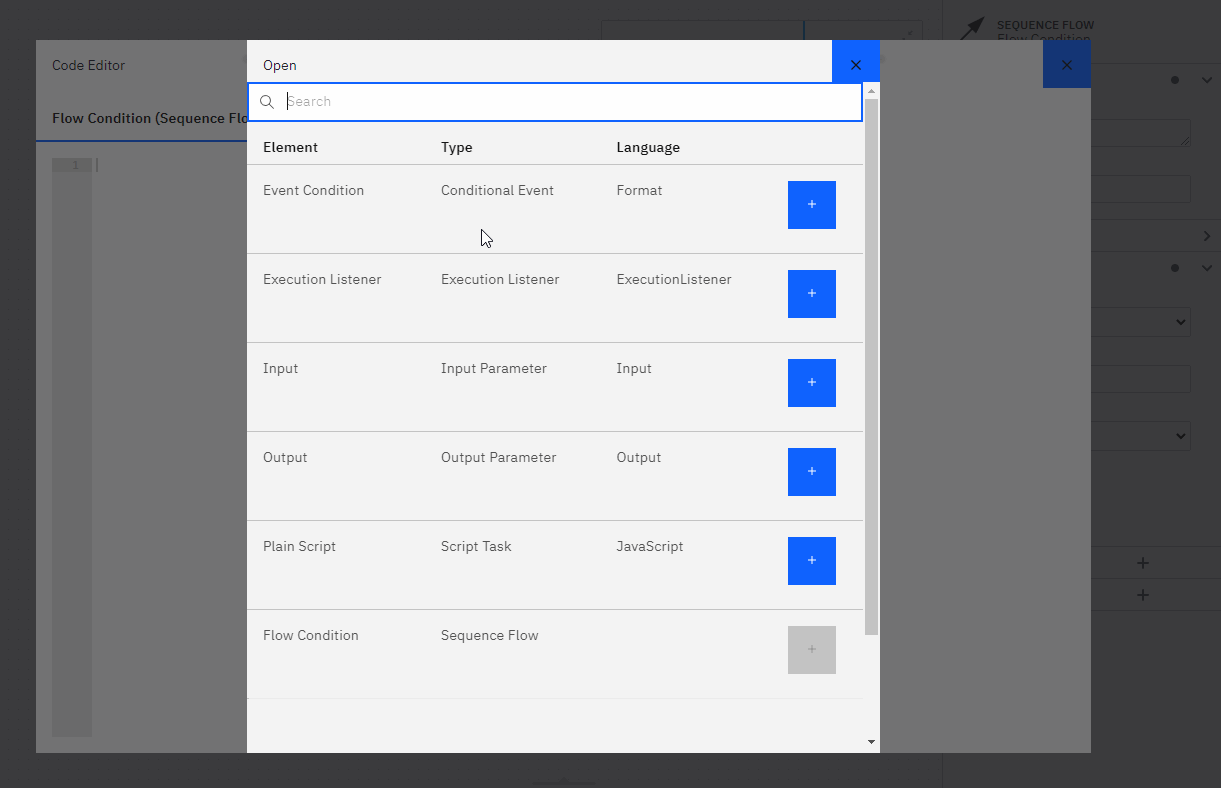 SEQUENCE FLOW
Flow Condition
Code Editor
Flow Condition (Sequence Flo
1
Open
Search
Element Type Language
Event Condition Conditional Event Format
Execution Listener Execution Listener ExecutionListener
Input Input Parameter Input
Output Output Parameter Output
Plain Script Script Task JavaScript
Flow Condition Sequence Flow